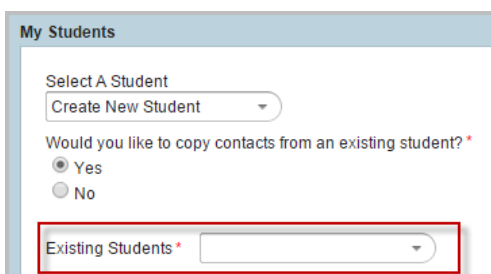 My Students
Select A Student
Create New Student
Would you like to copy contacts from an existing student? *
Yes
No
Existing Students *